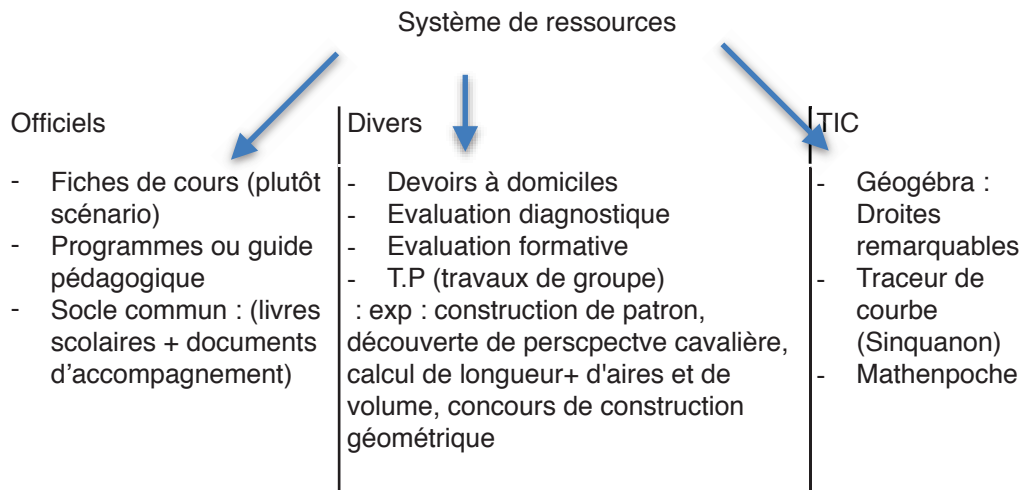 Système de ressources
Officiels
- Fiches de cours (plutôt
scénario)
- Programmes ou guide
pédagogique
- Socle commun : (livres
scolaires + documents
d'accompagnement)
Divers
- Devoirs à domiciles
- Evaluation diagnostique
- Evaluation formative
- T.P (travaux de groupe)
: exp : construction de patron,
découverte de perscpectve cavalière,
calcul de longueur+ d'aires et de
volume, concours de construction
géométrique
TIC
- Géogébra :
Droites
remarquables
- Traceur de
courbe
(Sinquanon)
- Mathenpoche